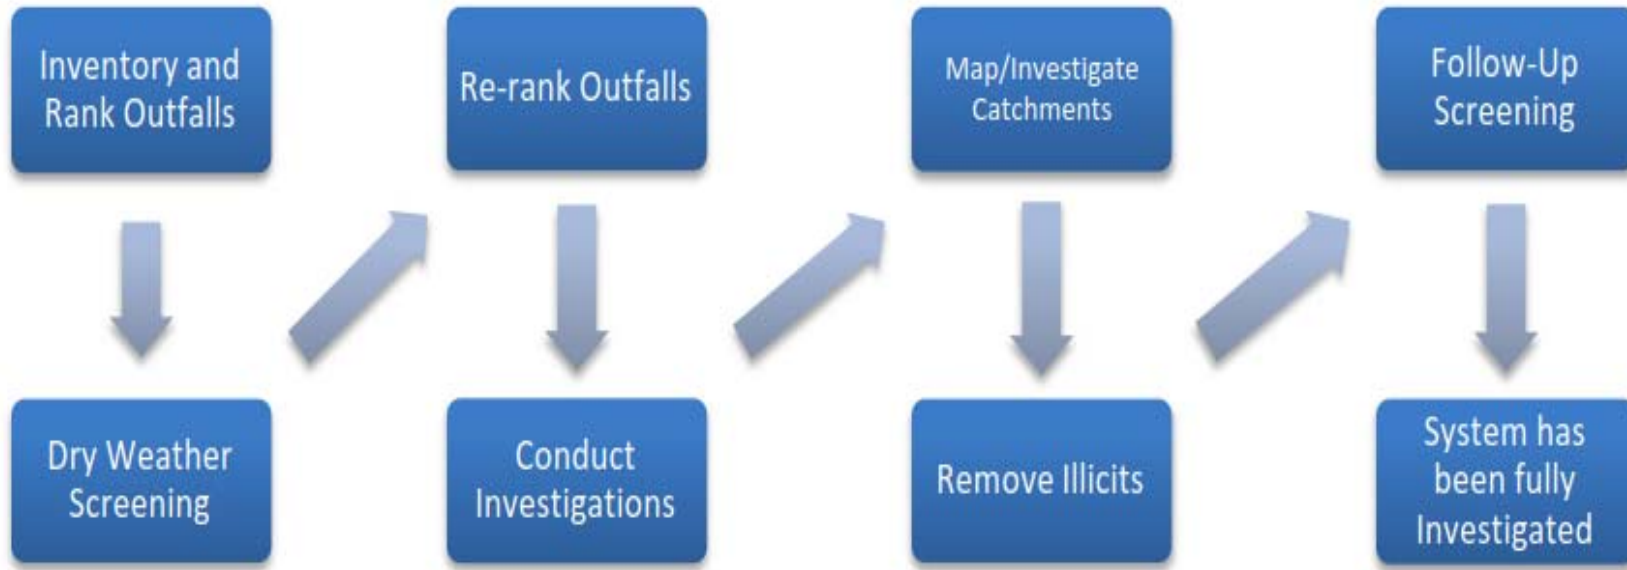 Inventory and
Rank Outfalls
Dry Weather
Screening
Re-rank Outfalls
Conduct
Investigations
Map/Investigate
Catchments
Remove Illicits
Follow-Up
Screening
System has
been fully
Investigated